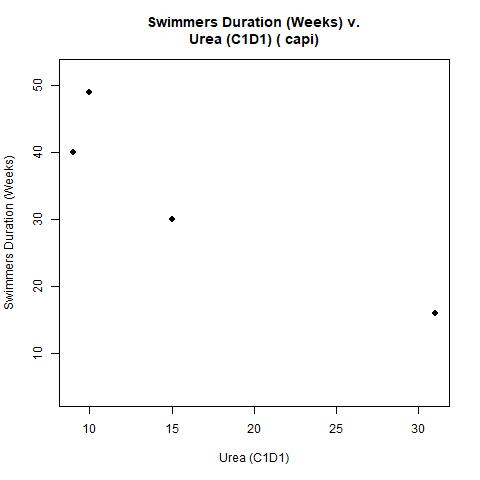 Swimmers Duration (Weeks) v.
Urea (C1D1) ( capi)
Swimmers Duration (Weeks)
50
40
30
20
10
10 15 20 25 30
Urea (C1D1)